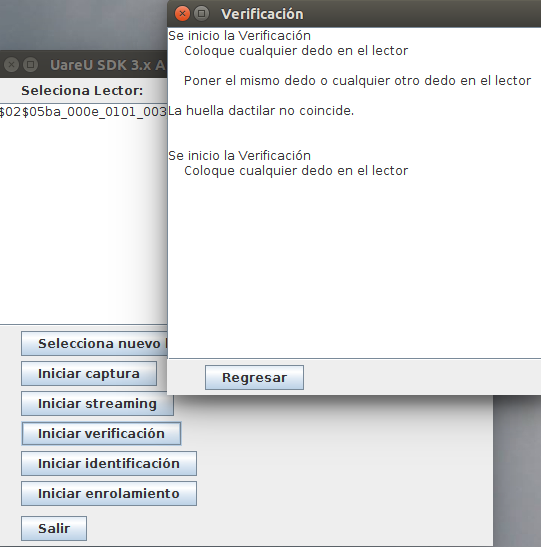 Verificación
Se inicio la Verificación
Coloque cualquier dedo en el lector
Poner el mismo dedo o cualquier otro dedo en el lector
La huella dactilar no coincide.
Se inicio la Verificación
Coloque cualquier dedo en el lector
Regresar
UareU SDK 3.x A
Seleciona Lector:
$02$05ba_000e_0101_003
Selecciona nuevo
Iniciar captura
Iniciar streaming
Iniciar verificación
Iniciar identificación
Iniciar enrolamiento
Salir